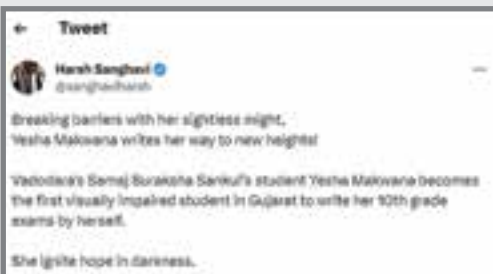 Tweet
Harsh Sanghavi
@sanghaviharsh
Breaking barriers with her sightless might,
Yesha Makwana writes her way to new heights!
Vadodara's Samaj Suraksha Sankul's student Yesha Makwana becomes
the first visually impaired student in Gujarat to write her 10th grade
exams by herself.
She ignite hope in darkness.